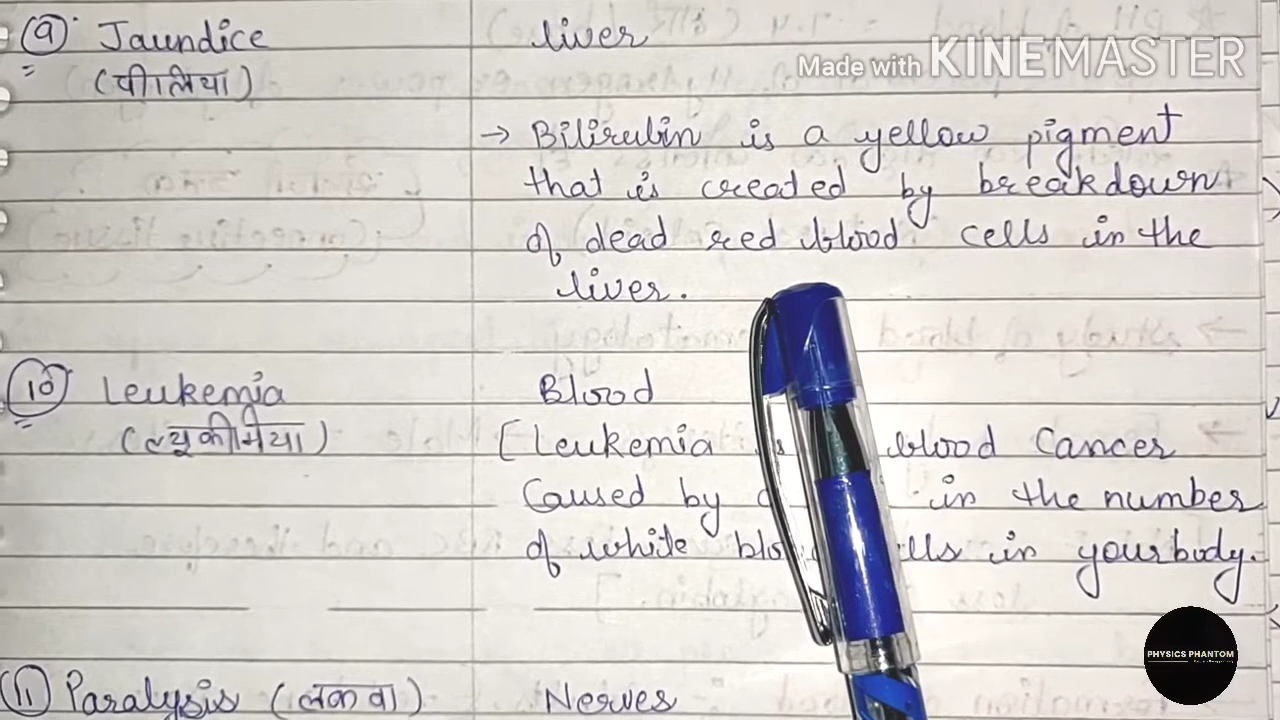 (9) Jaundice liver
(पीलिया)
Made with KINEMASTER
→ Bilirubin is a yellow pigment
that is created by breakdown
of dead red blood cells in the
liver.
(10) Leukemia Blood
(ल्यूकीमिया) [Leukemia blood Cancer
Caused by in the number
of white in your body.
(11) Paralysis (लकवा) Nerves
PHYSICS PHANTOM